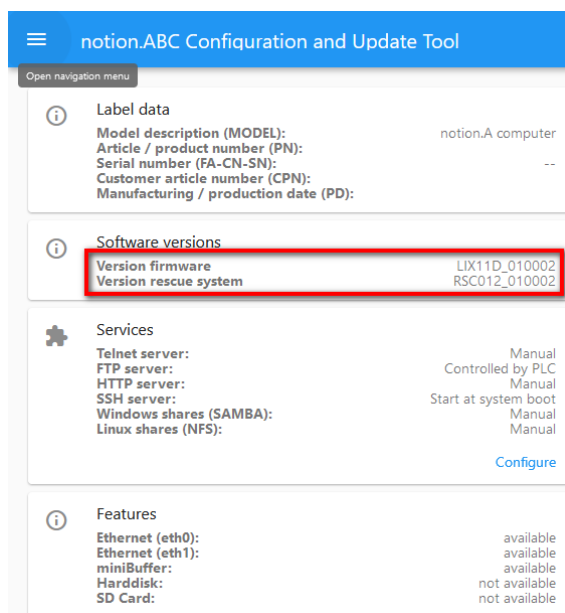 notion.ABC Configuration and Update Tool
Open navigation menu
Label data
Model description (MODEL): notion.A computer
Article / product number (PN):
Serial number (FA-CN-SN): --
Customer article number (CPN):
Manufacturing / production date (PD):
Software versions
Version firmware LIX11D_010002
Version rescue system RSC012_010002
Services
Telnet server: Manual
FTP server: Controlled by PLC
HTTP server: Manual
SSH server: Start at system boot
Windows shares (SAMBA): Manual
Linux shares (NFS): Manual
Configure
Features
Ethernet (eth0): available
Ethernet (eth1): available
miniBuffer: available
Harddisk: not available
SD Card: not available